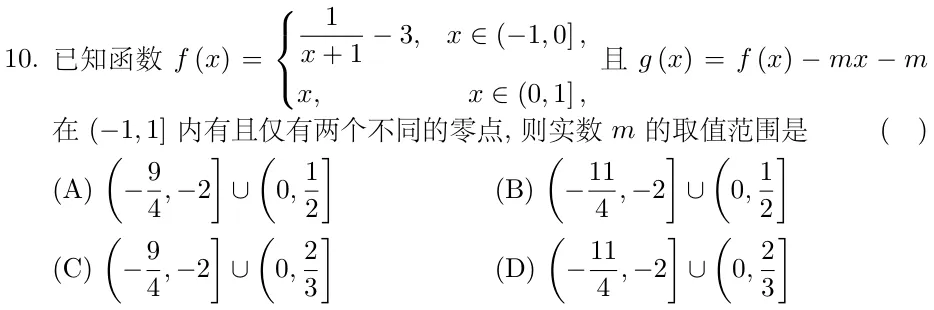 10. 已知函数 f(x) = { 1/(x+1) − 3, x ∈ (−1, 0], x, x ∈ (0, 1], 且 g(x) = f(x) − mx − m
在 (−1, 1] 内有且仅有两个不同的零点, 则实数 m 的取值范围是 ( )
(A) (−9/4, −2] ∪ (0, 1/2] (B) (−11/4, −2] ∪ (0, 1/2]
(C) (−9/4, −2] ∪ (0, 2/3] (D) (−11/4, −2] ∪ (0, 2/3]